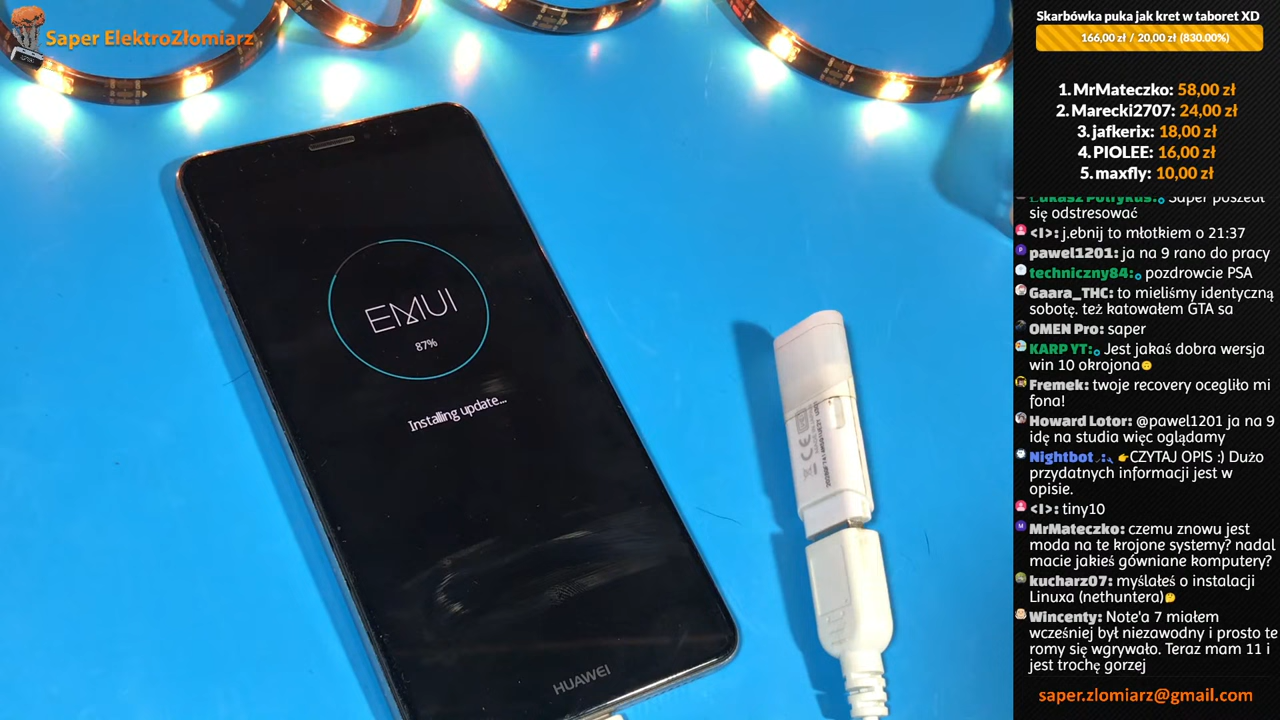 Saper ElektroZłomiarz
EMUI
87%
Installing update...
HUAWEI
Skarbówka puka jak kret w taboret XD
166,00 zł / 20,00 zł (830.00%)
1. MrMateczko: 58,00 zł
2. Marecki2707: 24,00 zł
3. jafkerix: 18,00 zł
4. PIOLEE: 16,00 zł
5. maxfly: 10,00 zł
Saper poszedł
się odstresować
<I>: j.ebnij to młotkiem o 21:37
pawel1201: ja na 9 rano do pracy
techniczny84: pozdrowcie PSA
Gaara_THC: to mieliśmy identyczną
sobotę. też katowałem GTA sa
OMEN Pro: saper
KARP YT: Jest jakaś dobra wersja
win 10 okrojona
Fremek: twoje recovery ocegliło mi
fona!
Howard Lotor: @pawel1201 ja na 9
idę na studia więc oglądamy
Nightbot: 👉CZYTAJ OPIS :) Dużo
przydatnych informacji jest w
opisie.
<I>: tiny10
MrMateczko: czemu znowu jest
moda na te krojone systemy? nadal
macie jakieś gówniane komputery?
kucharz07: myślałeś o instalacji
Linuxa (nethuntera)🤔
Wincenty: Note'a 7 miałem
wcześniej był niezawodny i prosto te
romy się wgrywało. Teraz mam 11 i
jest trochę gorzej
saper.zlomiarz@gmail.com